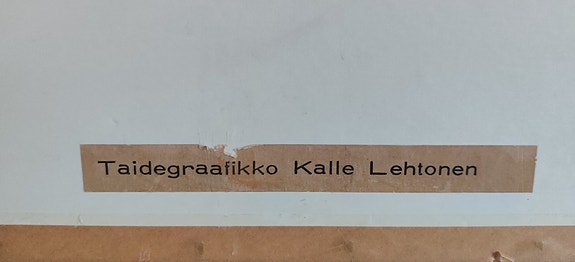 Taidegraafikko Kalle Lehtonen